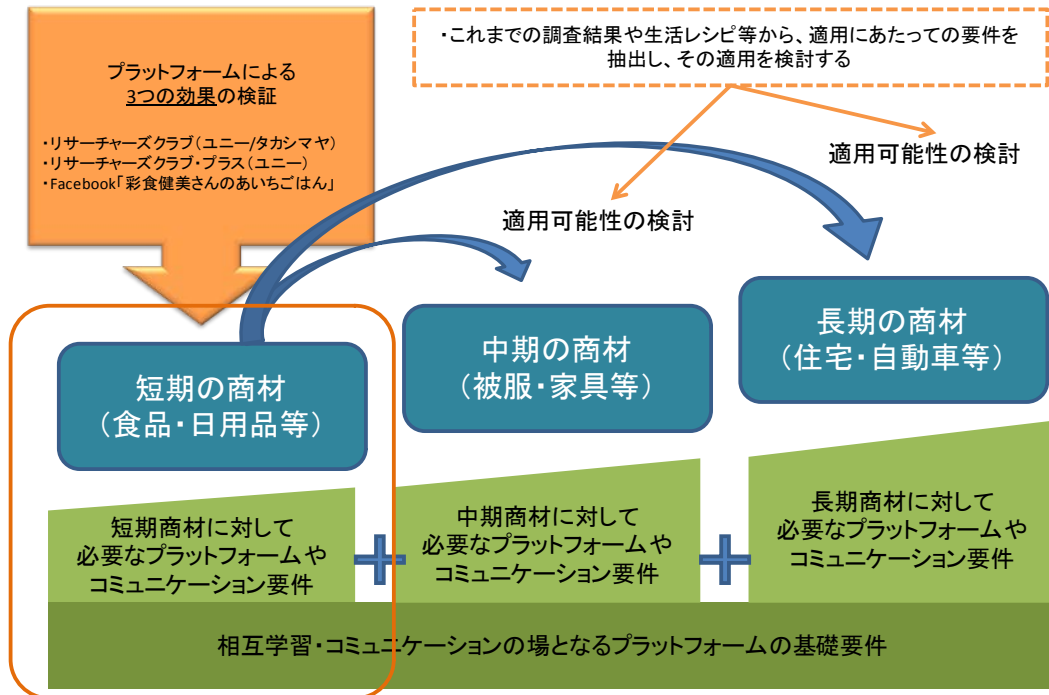 プラットフォームによる
3つの効果の検証
・リサーチャーズクラブ（ユニー/タカシマヤ）
・リサーチャーズクラブ・プラス（ユニー）
・Facebook「彩食健美さんのあいちごはん」
・これまでの調査結果や生活レシピ等から、適用にあたっての要件を
抽出し、その適用を検討する
適用可能性の検討
適用可能性の検討
短期の商材
（食品・日用品等）
中期の商材
（被服・家具等）
長期の商材
（住宅・自動車等）
短期商材に対して
必要なプラットフォームや
コミュニケーション要件
中期商材に対して
必要なプラットフォームや
コミュニケーション要件
長期商材に対して
必要なプラットフォームや
コミュニケーション要件
相互学習・コミュニケーションの場となるプラットフォームの基礎要件